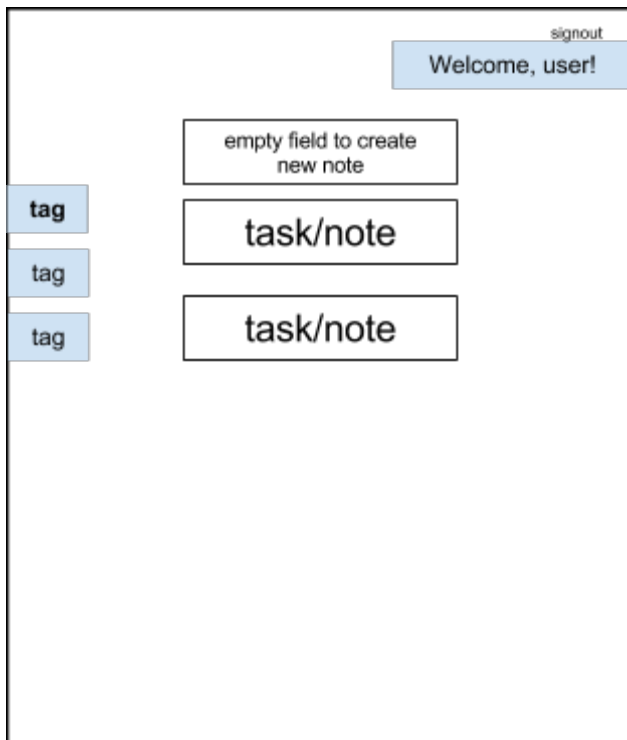 signout
Welcome, user!
empty field to create
new note
tag
task/note
tag
task/note
tag